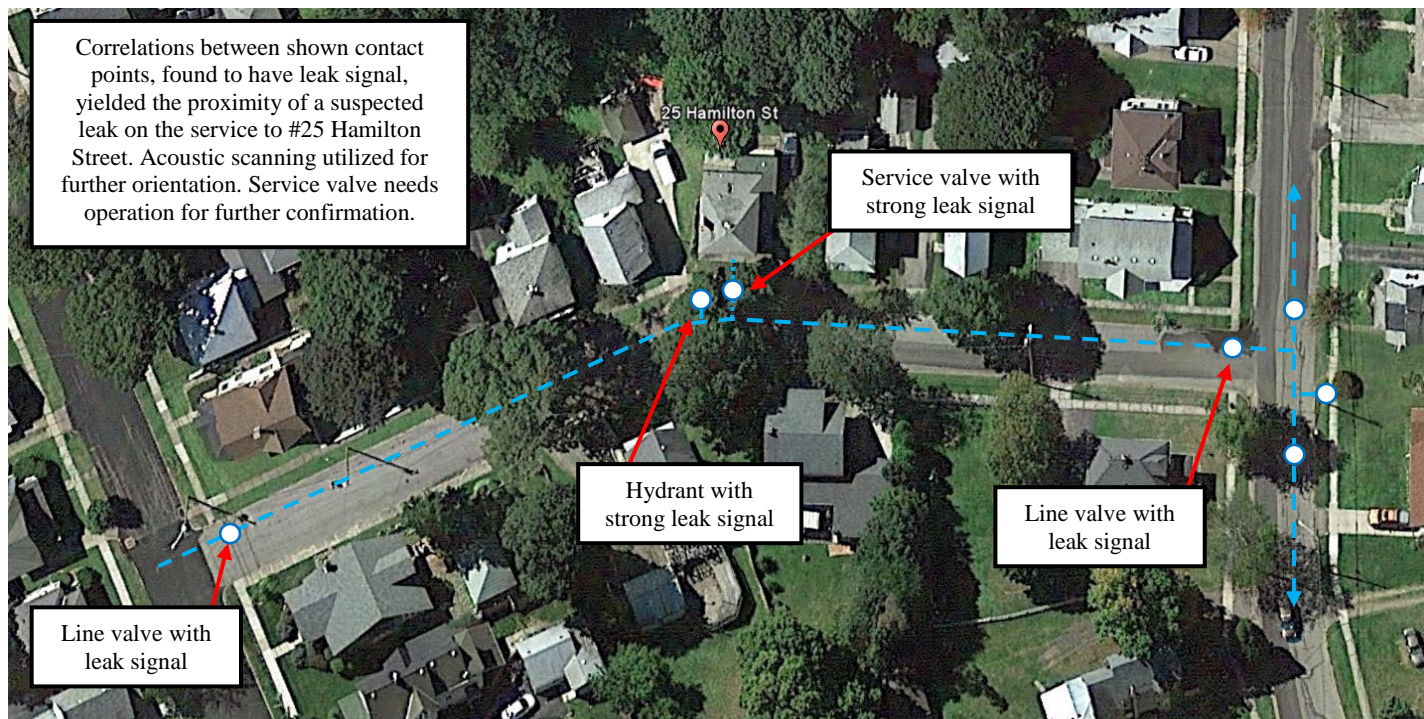 Correlations between shown contact
points, found to have leak signal,
yielded the proximity of a suspected
leak on the service to #25 Hamilton
Street. Acoustic scanning utilized for
further orientation. Service valve needs
operation for further confirmation.
25 Hamilton St
Service valve with
strong leak signal
Hydrant with
strong leak signal
Line valve with
leak signal
Line valve with
leak signal